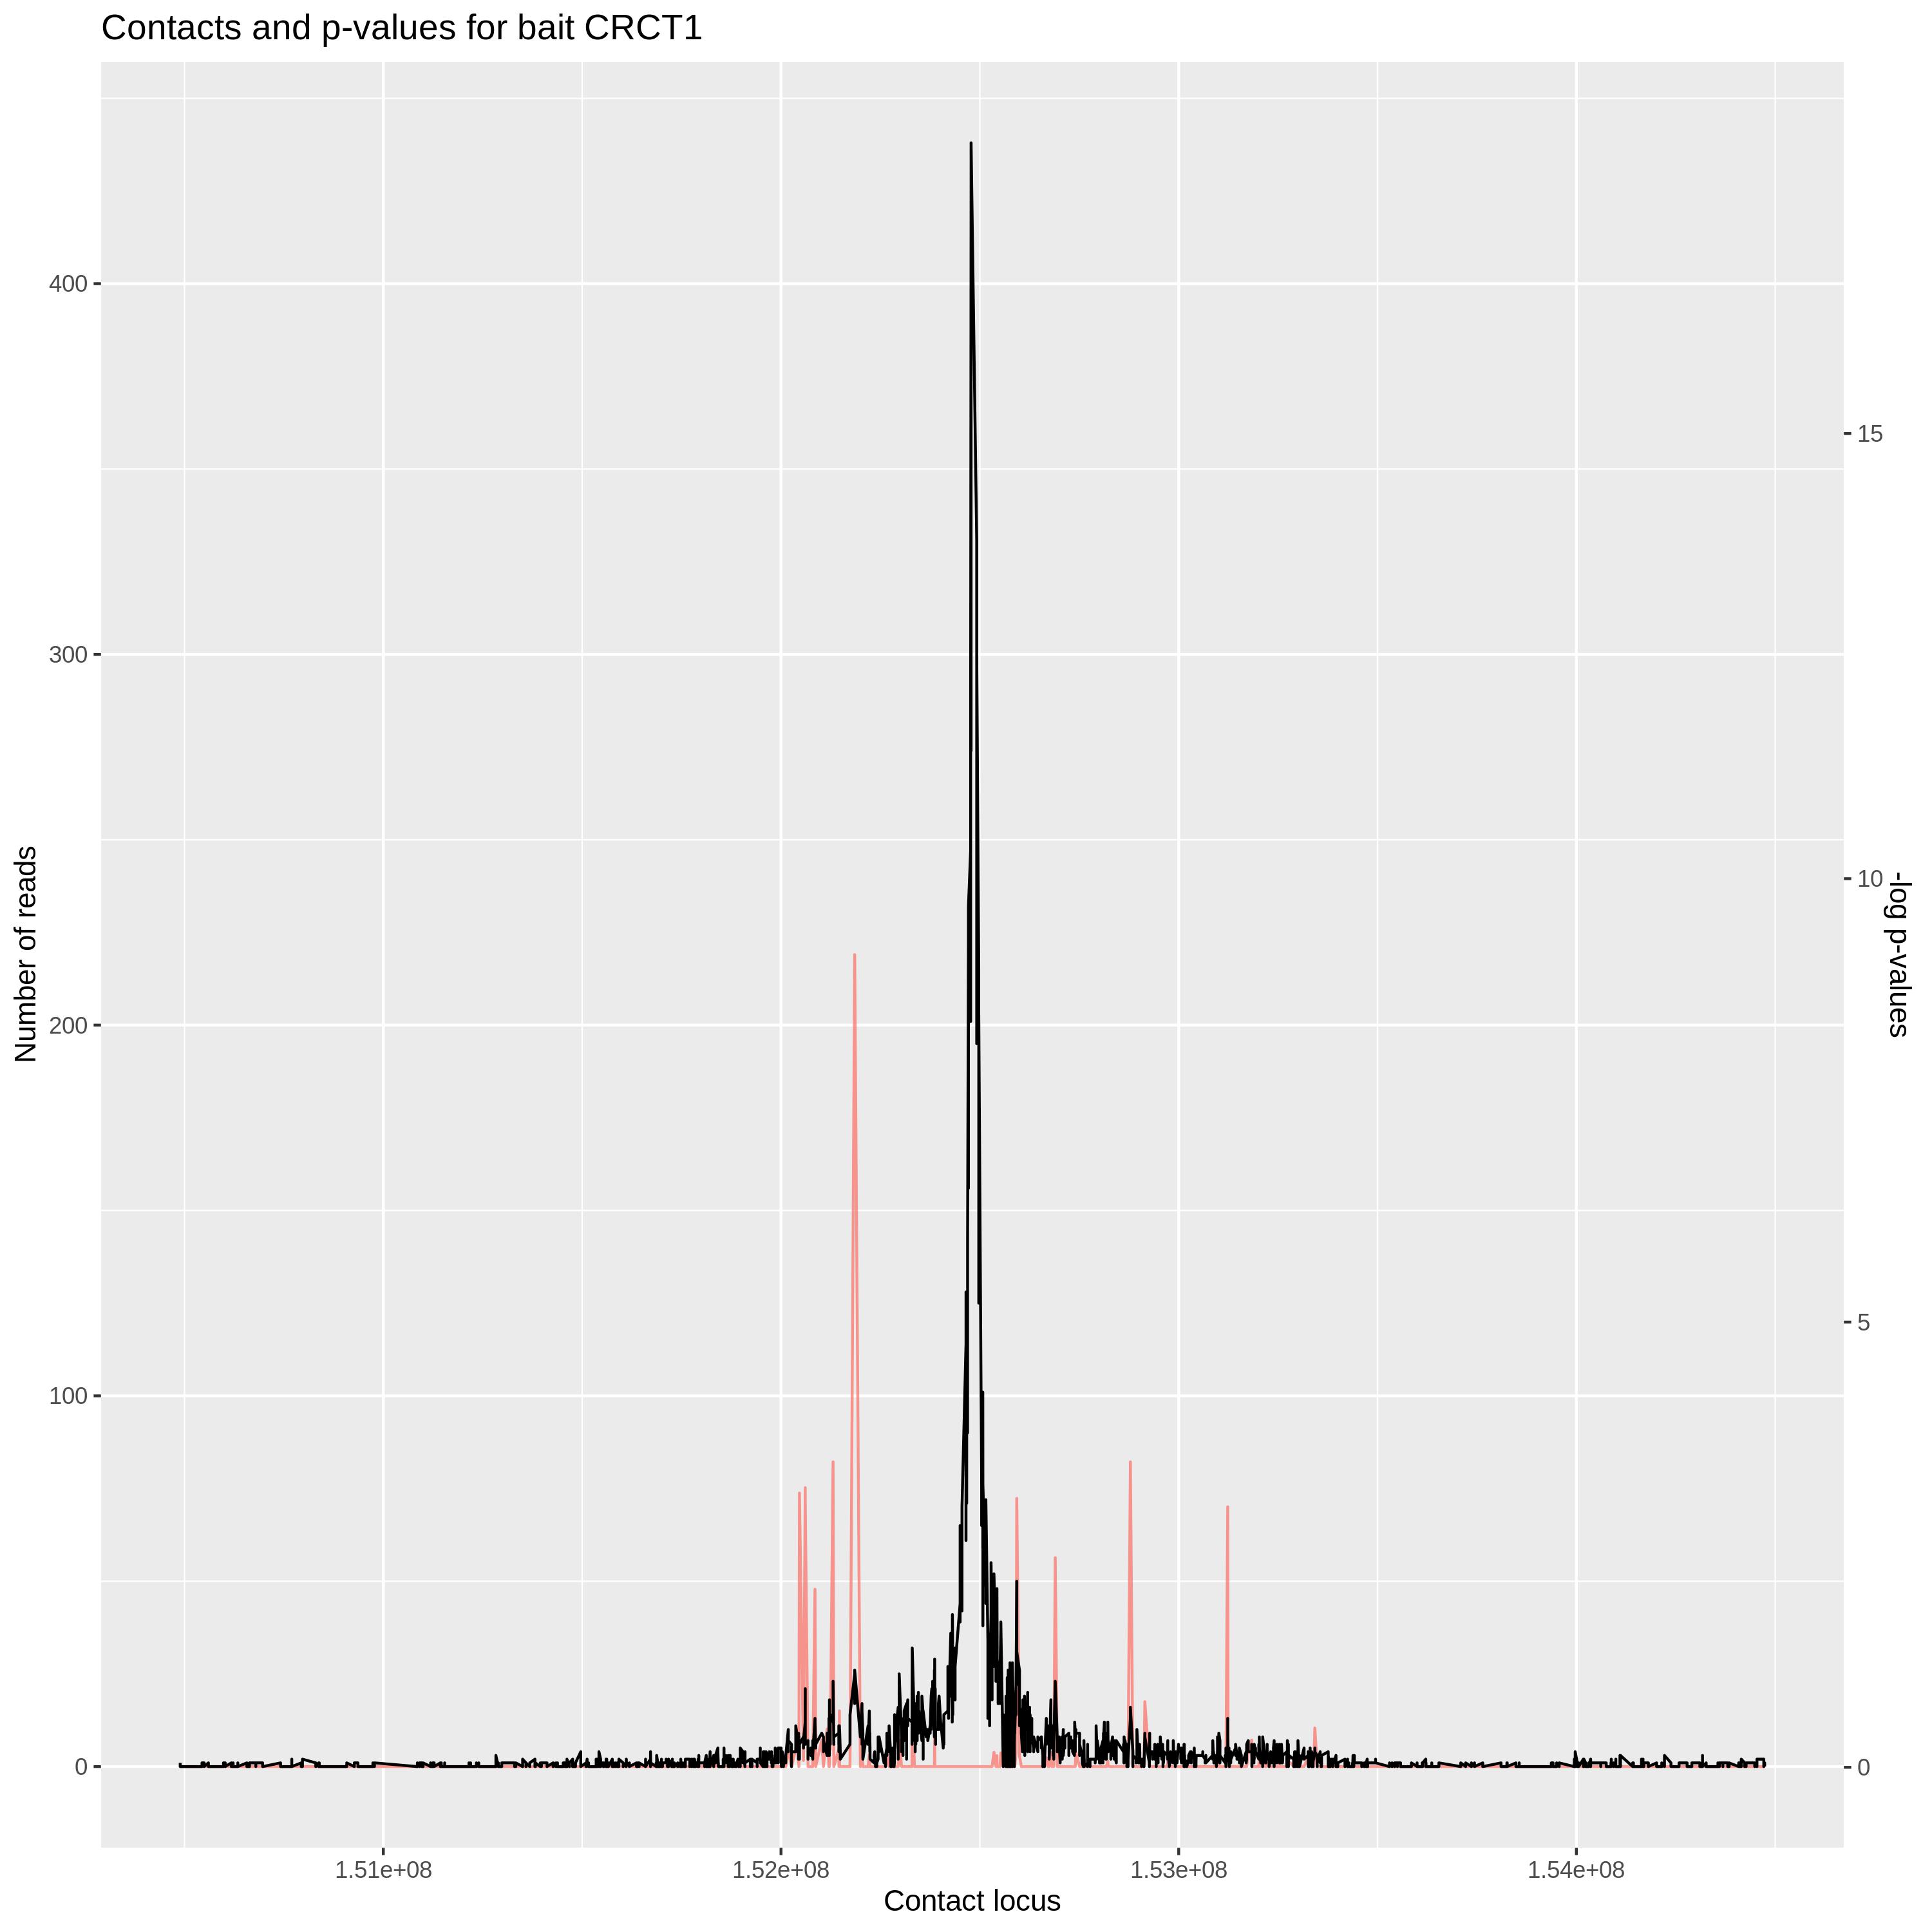 Contacts and p-values for bait CRCT1
400
300
200
100
0
Number of reads
15
10
5
0
-log p-values
1.51e+08 1.52e+08 1.53e+08 1.54e+08
Contact locus